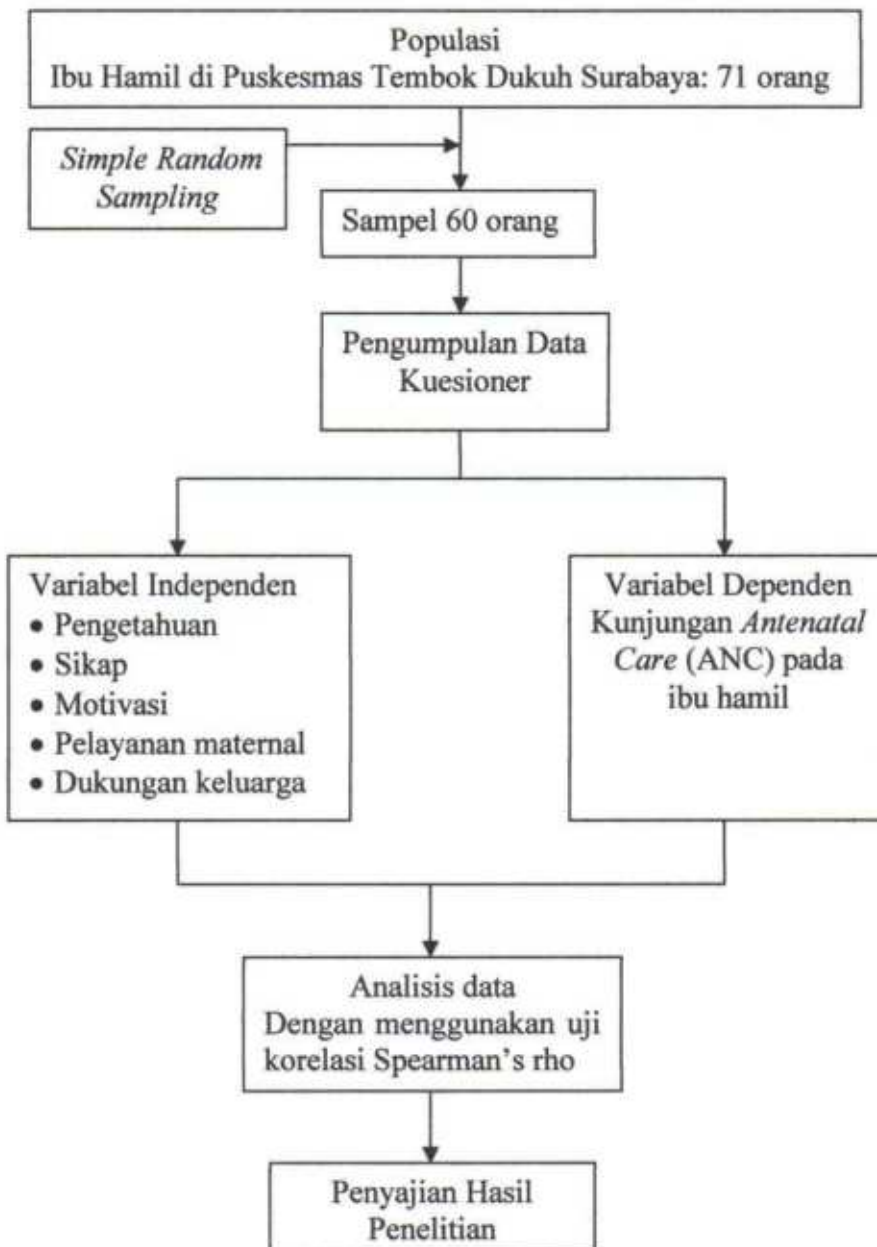 Populasi
Ibu Hamil di Puskesmas Tembok Dukuh Surabaya: 71 orang
Simple Random
Sampling
Sampel 60 orang
Pengumpulan Data
Kuesioner
Variabel Independen
• Pengetahuan
• Sikap
• Motivasi
• Pelayanan maternal
• Dukungan keluarga
Variabel Dependen
Kunjungan Antenatal
Care (ANC) pada
ibu hamil
Analisis data
Dengan menggunakan uji
korelasi Spearman's rho
Penyajian Hasil
Penelitian